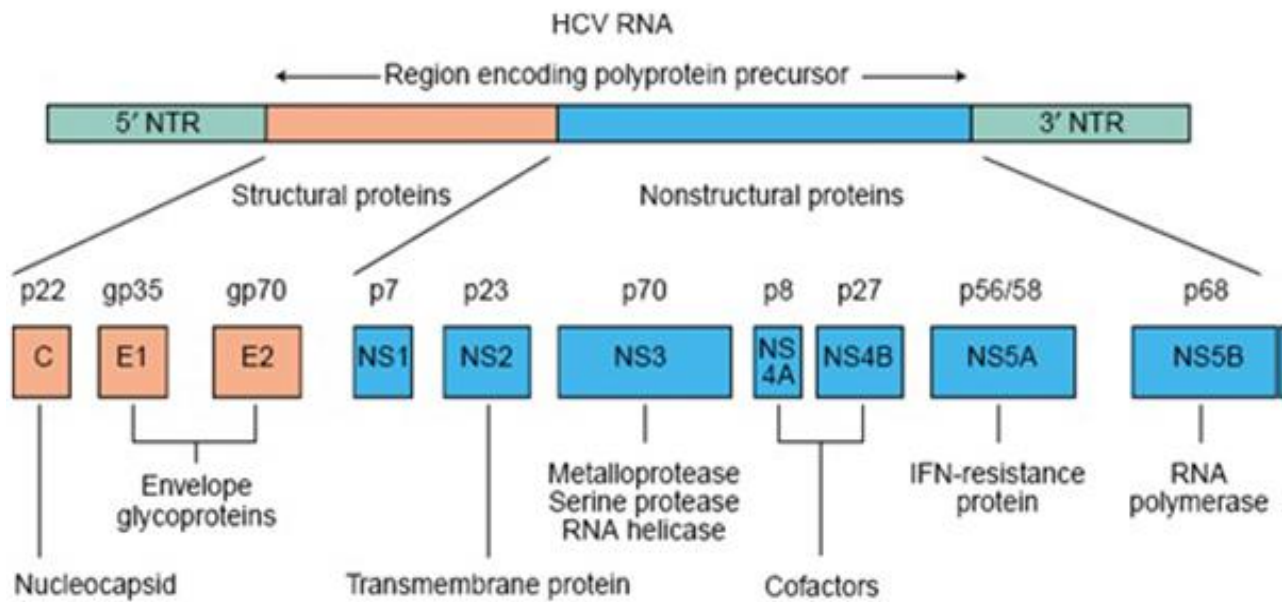 HCV RNA
Region encoding polyprotein precursor
5′ NTR 3′ NTR
Structural proteins Nonstructural proteins
p22 gp35 gp70 p7 p23 p70 p8 p27 p56/58 p68
C E1 E2 NS1 NS2 NS3 NS 4A NS4B NS5A NS5B
Envelope
glycoproteins
Metalloprotease
Serine protease
RNA helicase
IFN-resistance
protein
RNA
polymerase
Nucleocapsid Transmembrane protein Cofactors